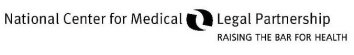 National Center for Medical Legal Partnership
RAISING THE BAR FOR HEALTH